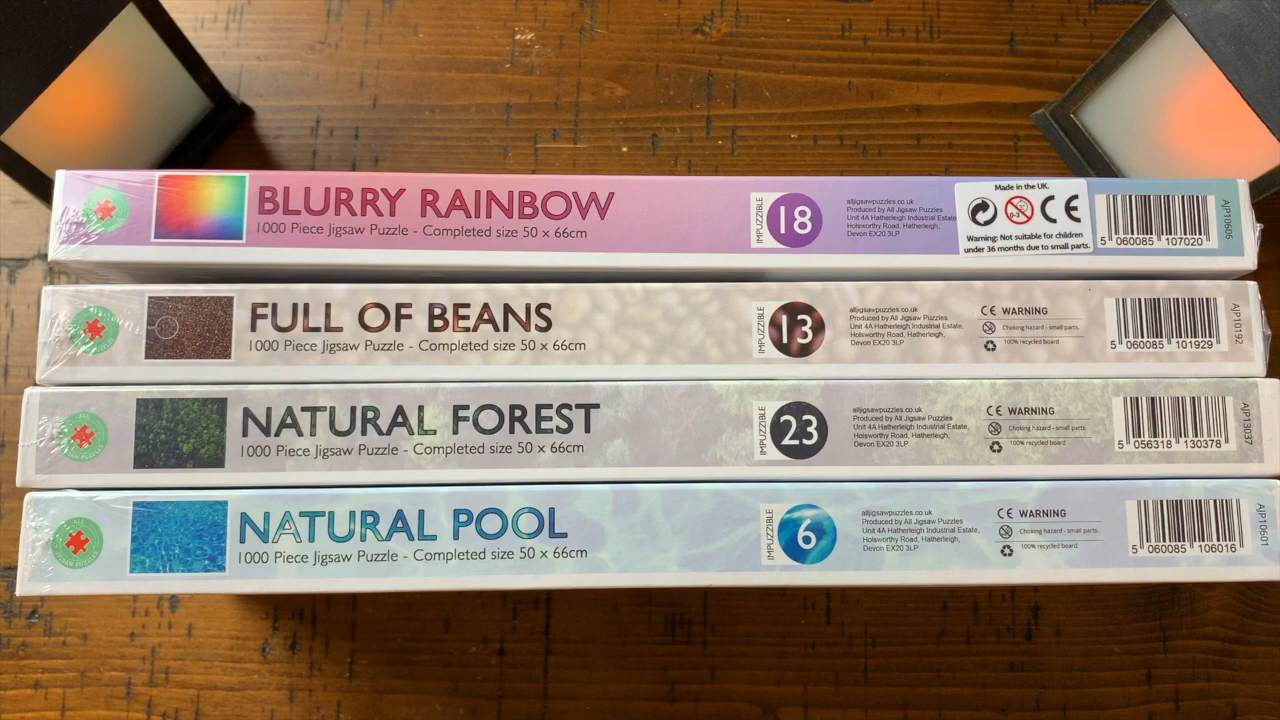 BLURRY RAINBOW
1000 Piece Jigsaw Puzzle - Completed size 50 x 66cm
IMPUZZIBLE
18
alljigsawpuzzles.co.uk
Produced by All Jigsaw Puzzles
Unit 4A Hatherleigh Industrial Estate,
Holsworthy Road, Hatherleigh,
Devon EX20 3LP
Made in the UK.
0-3
CE
Warning: Not suitable for children
under 36 months due to small parts.
5 060085 107020
AJP10606
FULL OF BEANS
1000 Piece Jigsaw Puzzle - Completed size 50 x 66cm
IMPUZZIBLE
13
alljigsawpuzzles.co.uk
Produced by All Jigsaw Puzzles
Unit 4A Hatherleigh Industrial Estate,
Holsworthy Road, Hatherleigh,
Devon EX20 3LP
CE WARNING
Choking hazard - small parts.
100% recycled board
5 060085 101929
AJP10192
NATURAL FOREST
1000 Piece Jigsaw Puzzle - Completed size 50 x 66cm
IMPUZZIBLE
23
alljigsawpuzzles.co.uk
Produced by All Jigsaw Puzzles
Unit 4A Hatherleigh Industrial Estate,
Holsworthy Road, Hatherleigh,
Devon EX20 3LP
CE WARNING
Choking hazard - small parts.
100% recycled board
5 056318 130378
AJP13037
ALL
JIGSAW PUZZLES
NATURAL POOL
1000 Piece Jigsaw Puzzle - Completed size 50 x 66cm
IMPUZZIBLE
6
alljigsawpuzzles.co.uk
Produced by All Jigsaw Puzzles
Unit 4A Hatherleigh Industrial Estate,
Holsworthy Road, Hatherleigh,
Devon EX20 3LP
CE WARNING
Choking hazard - small parts.
100% recycled board
5 060085 106016
AJP10601